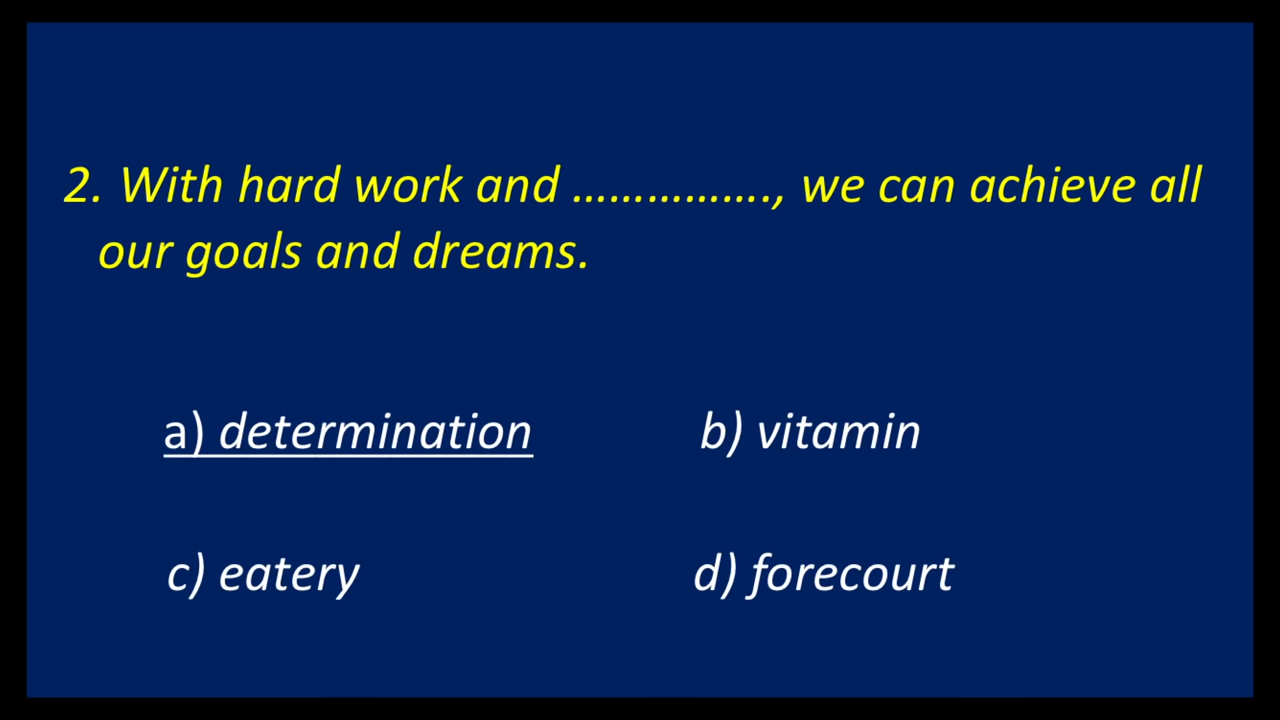 2. With hard work and ……………., we can achieve all
our goals and dreams.
a) determination b) vitamin
c) eatery d) forecourt